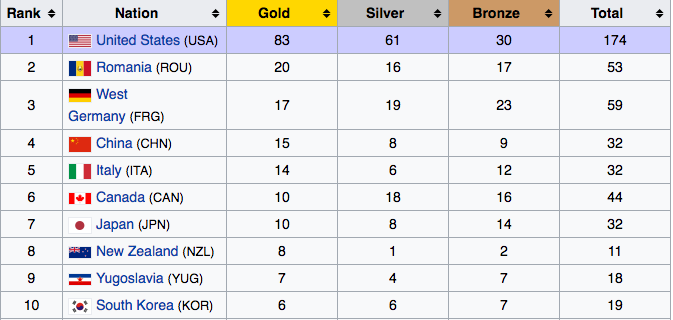 Rank Nation Gold Silver Bronze Total
1 United States (USA) 83 61 30 174
2 Romania (ROU) 20 16 17 53
3 West
Germany (FRG) 17 19 23 59
4 China (CHN) 15 8 9 32
5 Italy (ITA) 14 6 12 32
6 Canada (CAN) 10 18 16 44
7 Japan (JPN) 10 8 14 32
8 New Zealand (NZL) 8 1 2 11
9 Yugoslavia (YUG) 7 4 7 18
10 South Korea (KOR) 6 6 7 19